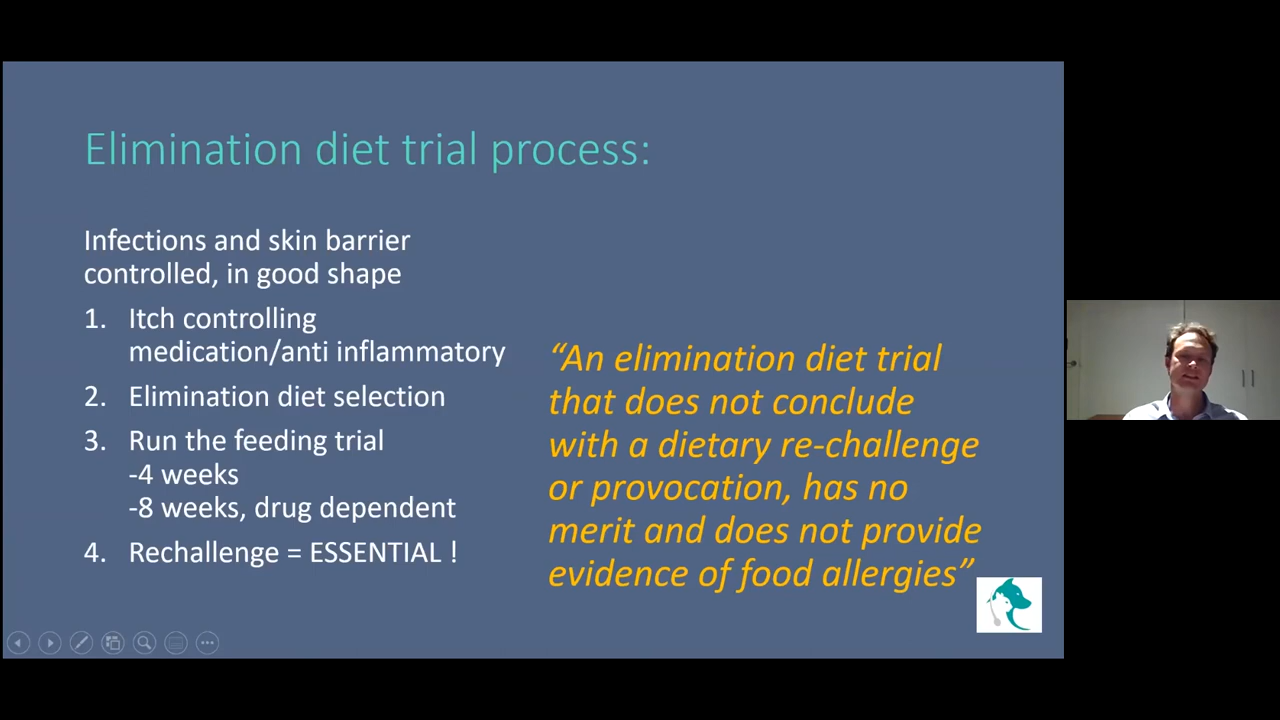 Elimination diet trial process:
Infections and skin barrier
controlled, in good shape
1. Itch controlling
medication/anti inflammatory
2. Elimination diet selection
3. Run the feeding trial
-4 weeks
-8 weeks, drug dependent
4. Rechallenge = ESSENTIAL !
“An elimination diet trial
that does not conclude
with a dietary re-challenge
or provocation, has no
merit and does not provide
evidence of food allergies”